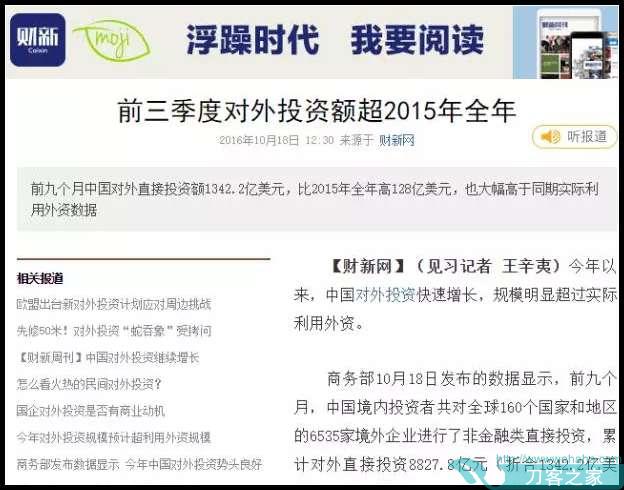 财新
Caixin
moji
浮躁时代 我要阅读
前三季度对外投资额超2015年全年
2016年10月18日 12:30 来源于 财新网
听报道
前九个月中国对外直接投资额1342.2亿美元，比2015年全年高128亿美元，也大幅高于同期实际利
用外资数据
相关报道
欧盟出台新对外投资计划应对周边挑战
先修50米！对外投资“蛇吞象”受拷问
【财新周刊】中国对外投资继续增长
怎么看火热的民间对外投资？
国企对外投资是否有商业动机
今年对外投资规模预计超利用外资规模
商务部发布数据显示 今年中国对外投资势头良好
【财新网】（见习记者 王辛夷）今年以
来，中国对外投资快速增长，规模明显超过实际
利用外资。
商务部10月18日发布的数据显示，前九个
月，中国境内投资者共对全球160个国家和地区
的6535家境外企业进行了非金融类直接投资，累
计对外直接投资8827.8亿元（折合1342.2亿美
刀客之家